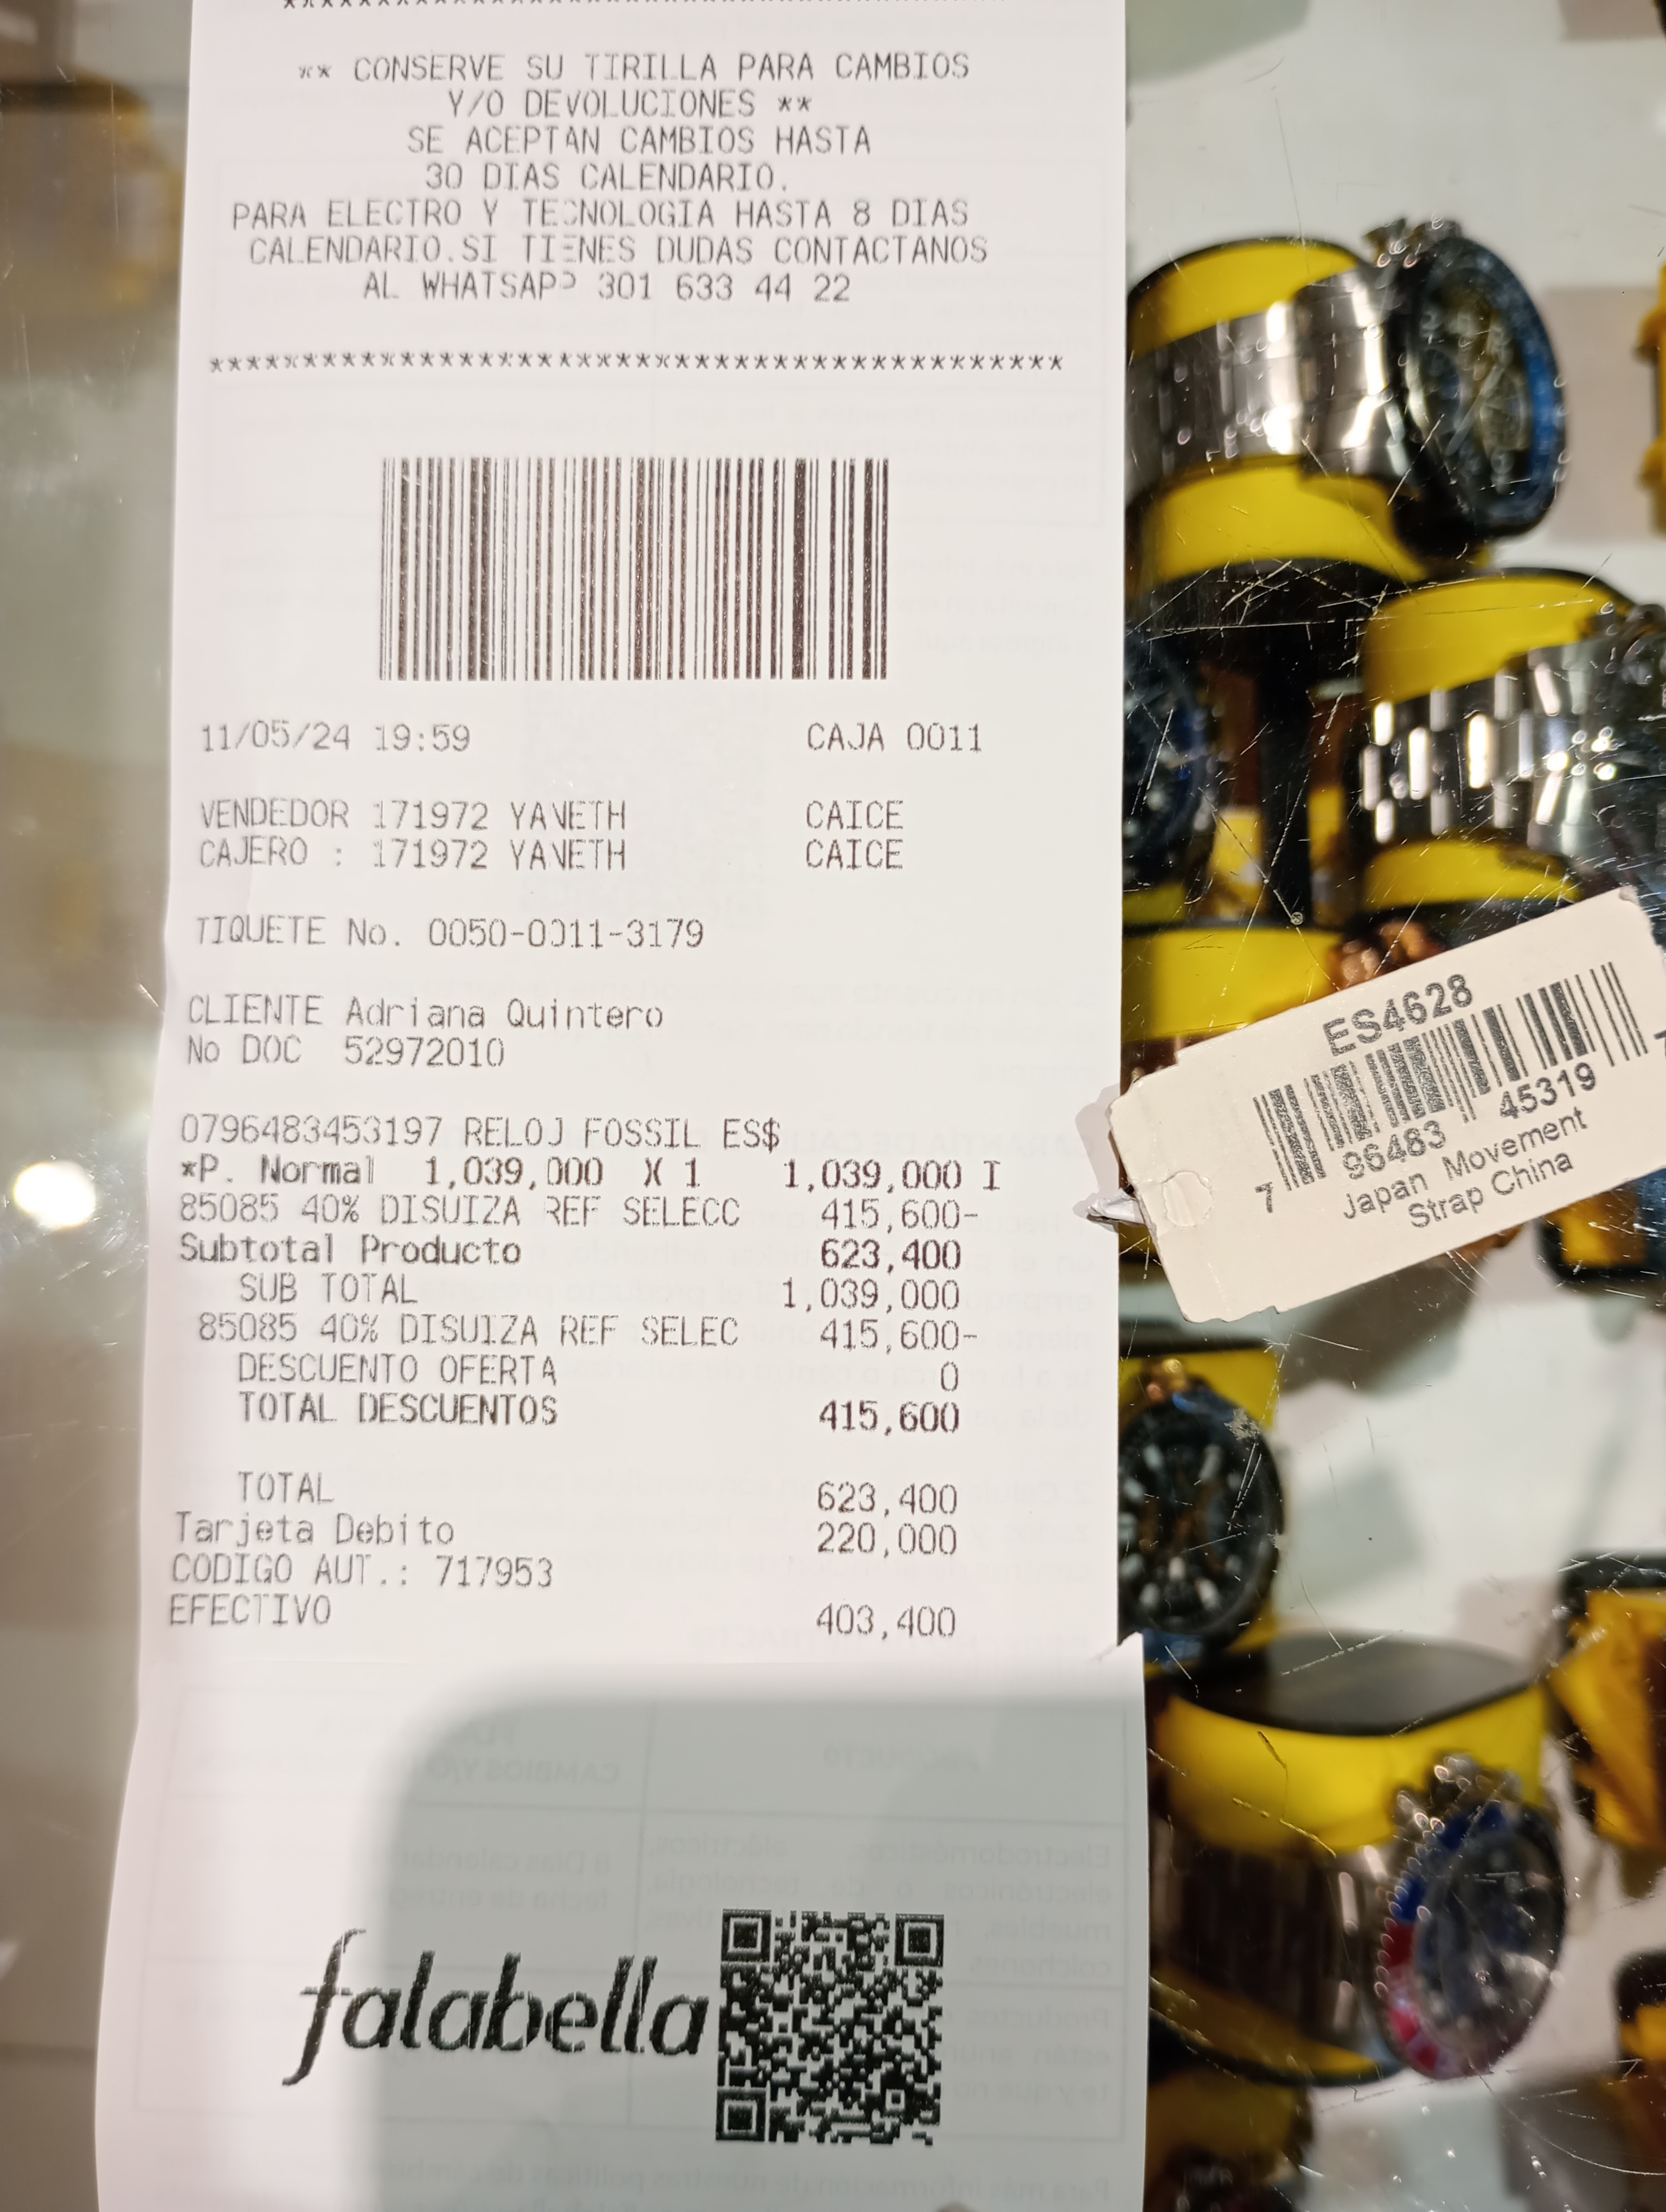 ** CONSERVE SU TIRILLA PARA CAMBIOS
Y/O DEVOLUCIONES **
SE ACEPTAN CAMBIOS HASTA
30 DIAS CALENDARIO.
PARA ELECTRO Y TECNOLOGIA HASTA 8 DIAS
CALENDARIO.SI TIENES DUDAS CONTACTANOS
AL WHATSAPP 301 633 44 22
********************************************
11/05/24 19:59 CAJA 0011
VENDEDOR 171972 YANETH CAICE
CAJERO : 171972 YANETH CAICE
TIQUETE No. 0050-0011-3179
CLIENTE Adriana Quintero
No DOC 52972010
0796483453197 RELOJ FOSSIL ES$
*P. Normal 1,039,000 X 1 1,039,000 I
85085 40% DISUIZA REF SELECC 415,600-
Subtotal Producto 623,400
SUB TOTAL 1,039,000
85085 40% DISUIZA REF SELEC 415,600-
DESCUENTO OFERTA 0
TOTAL DESCUENTOS 415,600
TOTAL 623,400
Tarjeta Debito 220,000
CODIGO AUT.: 717953
EFECTIVO 403,400
falabella
ES4628
7 96483 45319 7
Japan Movement
Strap China